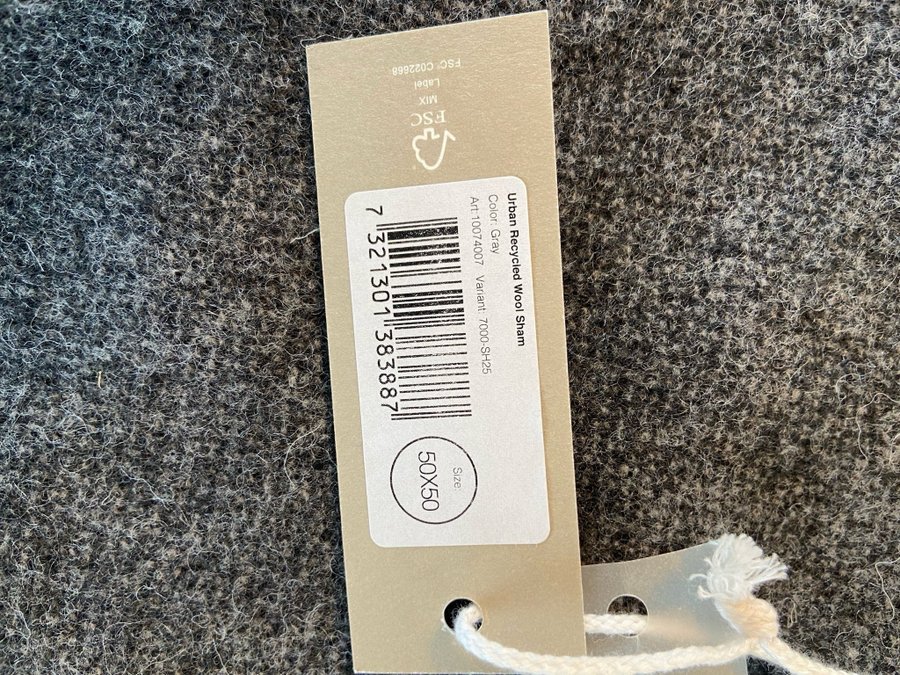 Urban Recycled Wool Sham
Color: Gray
Art:10074007 Variant: 7000-SH25
7 321301 383887
Size
50X50
FSC
MIX
Label
FSC® C022668